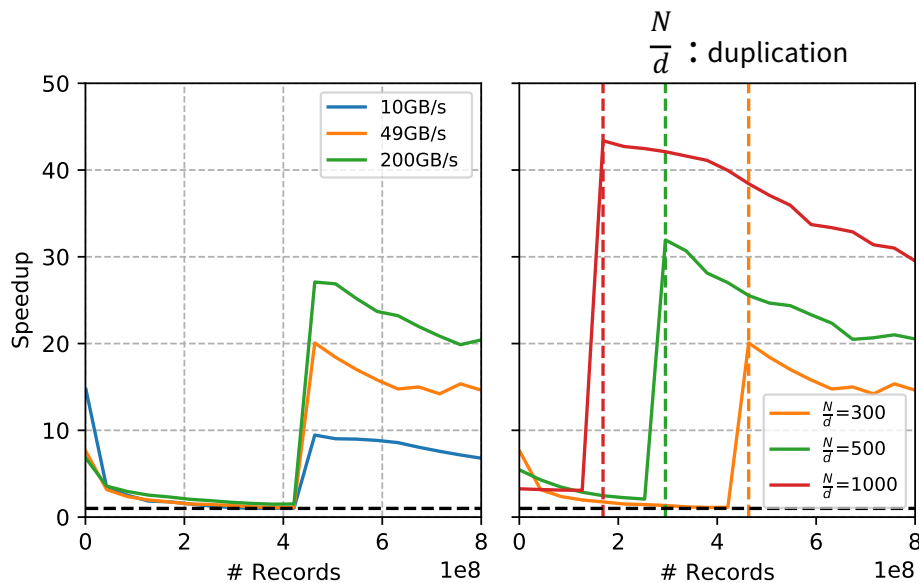 N/d : duplication
50
40
30
20
10
0
Speedup
10GB/s
49GB/s
200GB/s
0 2 4 6 8
# Records 1e8
N/d=300
N/d=500
N/d=1000
0 2 4 6 8
# Records 1e8